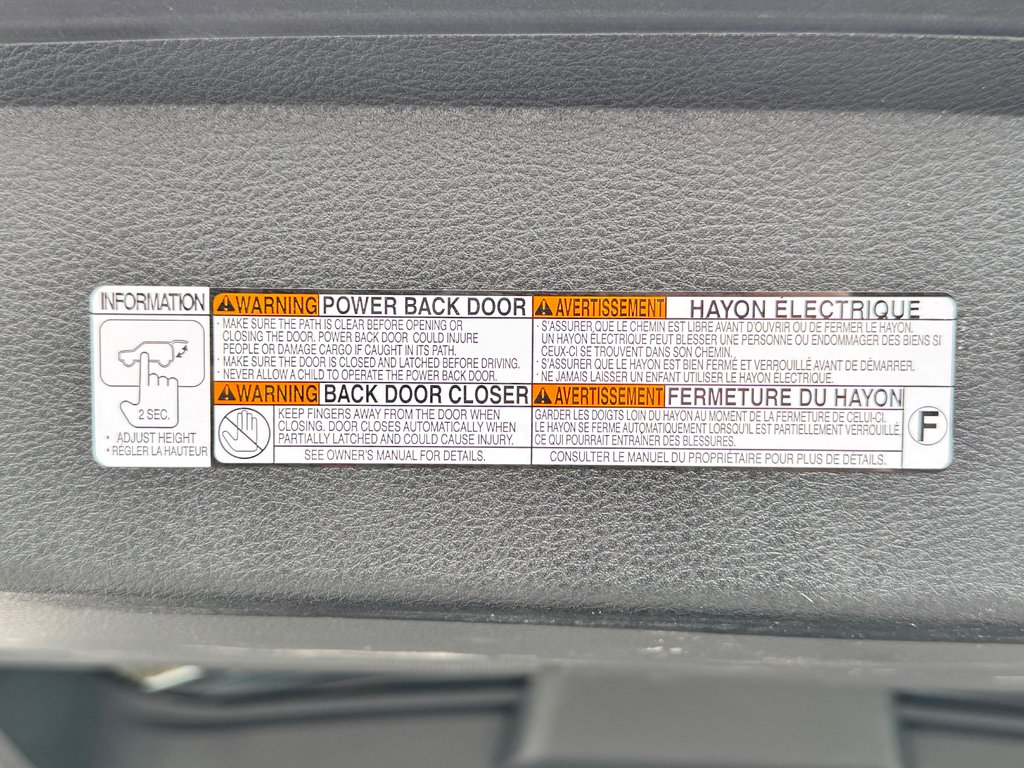 INFORMATION
2 SEC.
• ADJUST HEIGHT
• RÉGLER LA HAUTEUR
WARNING POWER BACK DOOR
· MAKE SURE THE PATH IS CLEAR BEFORE OPENING OR
CLOSING THE DOOR. POWER BACK DOOR COULD INJURE
PEOPLE OR DAMAGE CARGO IF CAUGHT IN ITS PATH.
· MAKE SURE THE DOOR IS CLOSED AND LATCHED BEFORE DRIVING.
· NEVER ALLOW A CHILD TO OPERATE THE POWER BACK DOOR.
WARNING BACK DOOR CLOSER
KEEP FINGERS AWAY FROM THE DOOR WHEN
CLOSING. DOOR CLOSES AUTOMATICALLY WHEN
PARTIALLY LATCHED AND COULD CAUSE INJURY.
SEE OWNER'S MANUAL FOR DETAILS.
AVERTISSEMENT HAYON ÉLECTRIQUE
· S'ASSURER QUE LE CHEMIN EST LIBRE AVANT D'OUVRIR OU DE FERMER LE HAYON.
UN HAYON ÉLECTRIQUE PEUT BLESSER UNE PERSONNE OU ENDOMMAGER DES BIENS SI
CEUX-CI SE TROUVENT DANS SON CHEMIN.
· S'ASSURER QUE LE HAYON EST BIEN FERMÉ ET VERROUILLÉ AVANT DE DÉMARRER.
· NE JAMAIS LAISSER UN ENFANT UTILISER LE HAYON ÉLECTRIQUE.
AVERTISSEMENT FERMETURE DU HAYON
GARDER LES DOIGTS LOIN DU HAYON AU MOMENT DE LA FERMETURE DE CELUI-CI.
LE HAYON SE FERME AUTOMATIQUEMENT LORSQU'IL EST PARTIELLEMENT VERROUILLÉ,
CE QUI POURRAIT ENTRAÎNER DES BLESSURES.
CONSULTER LE MANUEL DU PROPRIÉTAIRE POUR PLUS DE DÉTAILS.
F